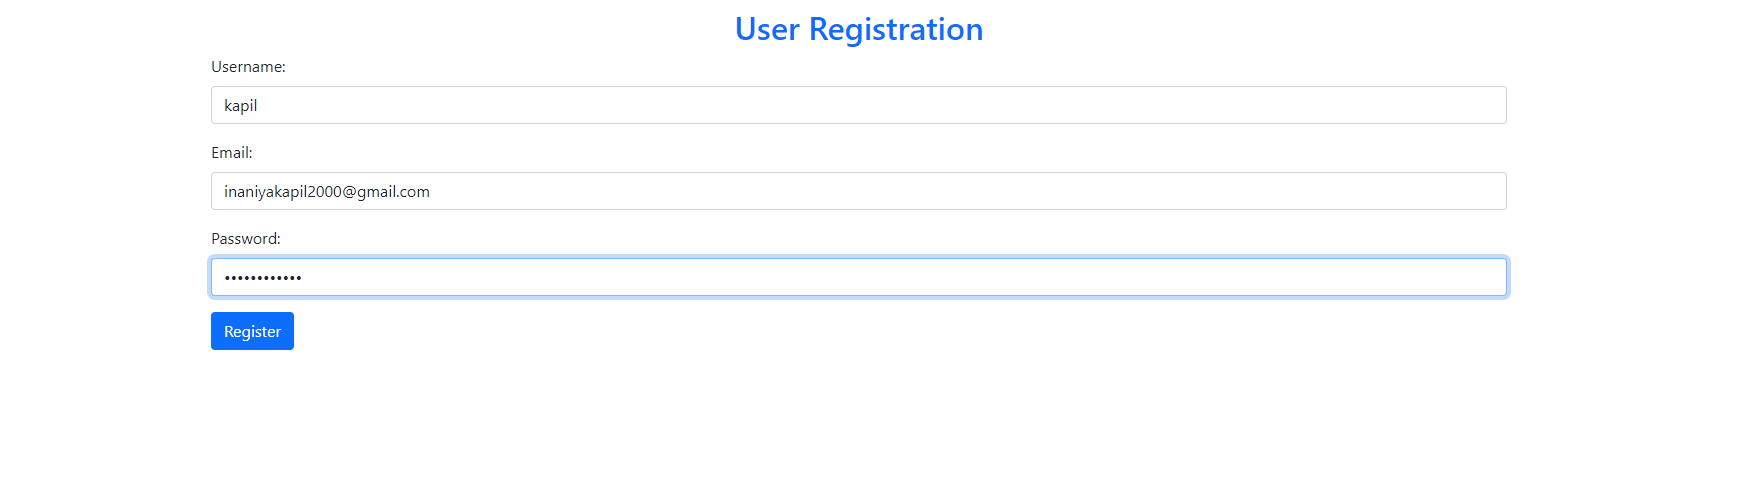 User Registration
Username:
kapil
Email:
inaniyakapil2000@gmail.com
Password:
••••••••••••
Register